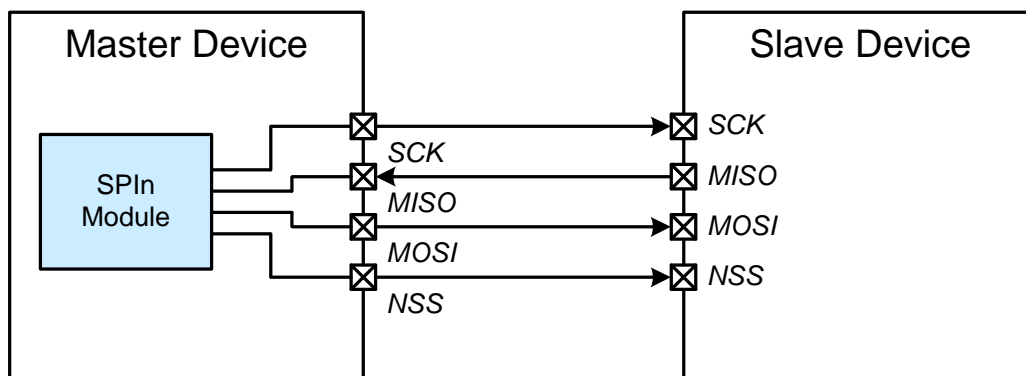 Master Device
Slave Device
SPIn
Module
SCK
MISO
MOSI
NSS
SCK
MISO
MOSI
NSS